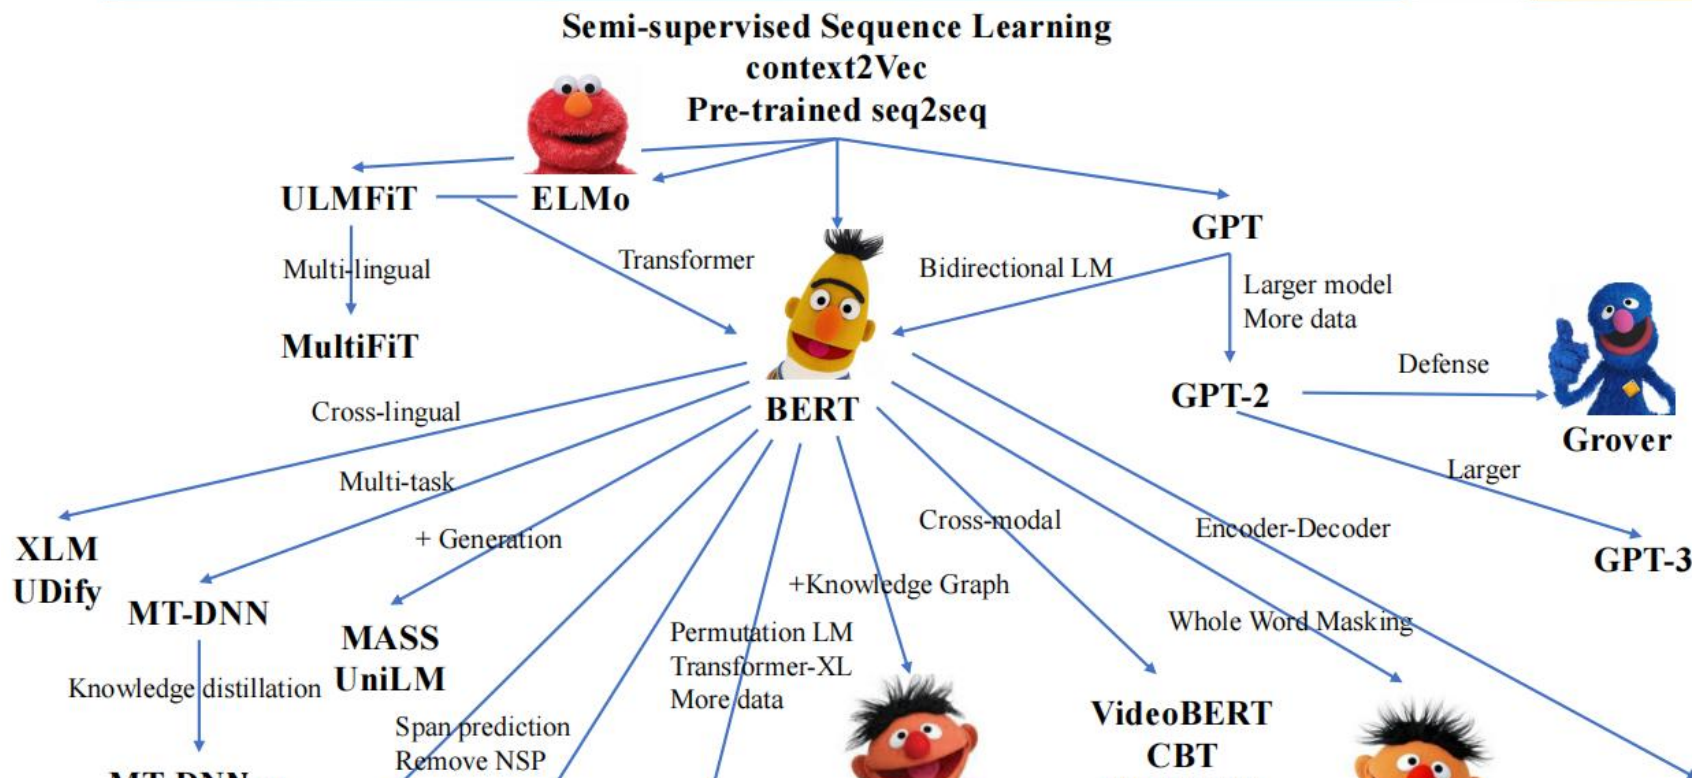 Semi-supervised Sequence Learning
context2Vec
Pre-trained seq2seq
ULMFiT
ELMo
GPT
Multi-lingual
Transformer
Bidirectional LM
Larger model
More data
MultiFiT
Defense
BERT
GPT-2
Grover
Cross-lingual
Larger
Multi-task
Cross-modal
Encoder-Decoder
+ Generation
XLM
UDify
GPT-3
+Knowledge Graph
MT-DNN
Whole Word Masking
MASS
UniLM
Permutation LM
Transformer-XL
More data
Knowledge distillation
VideoBERT
CBT
Span prediction
Remove NSP
MT-DNN